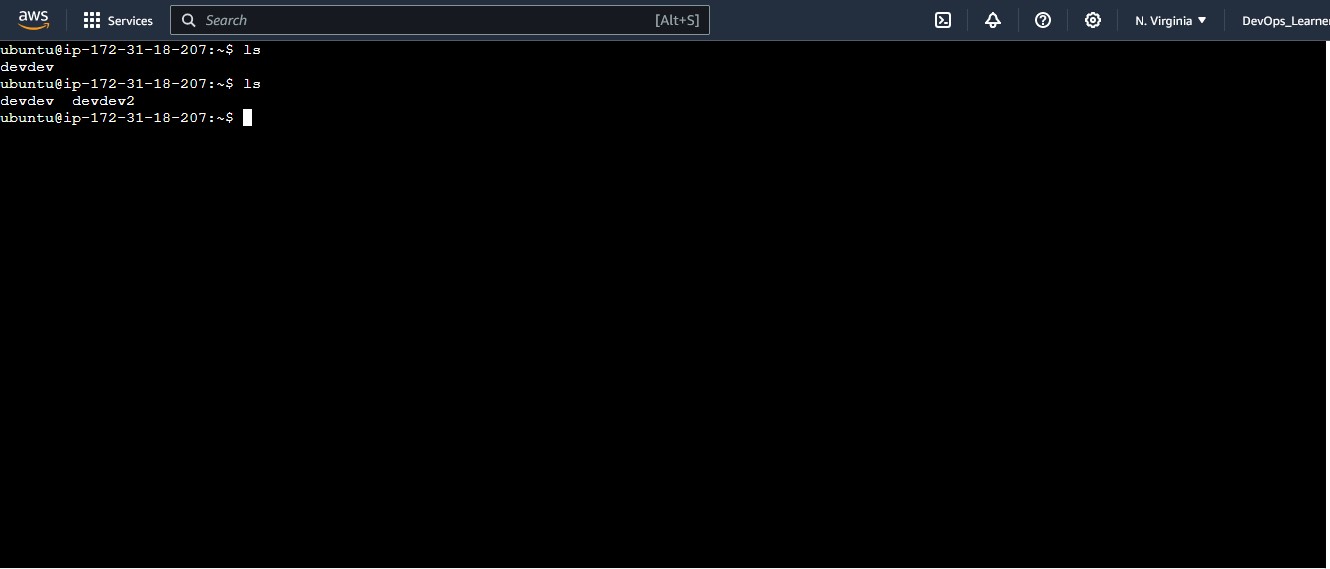 aws Services Search [Alt+S] N. Virginia DevOps_Learne
ubuntu@ip-172-31-18-207:~$ ls
devdev
ubuntu@ip-172-31-18-207:~$ ls
devdev devdev2
ubuntu@ip-172-31-18-207:~$